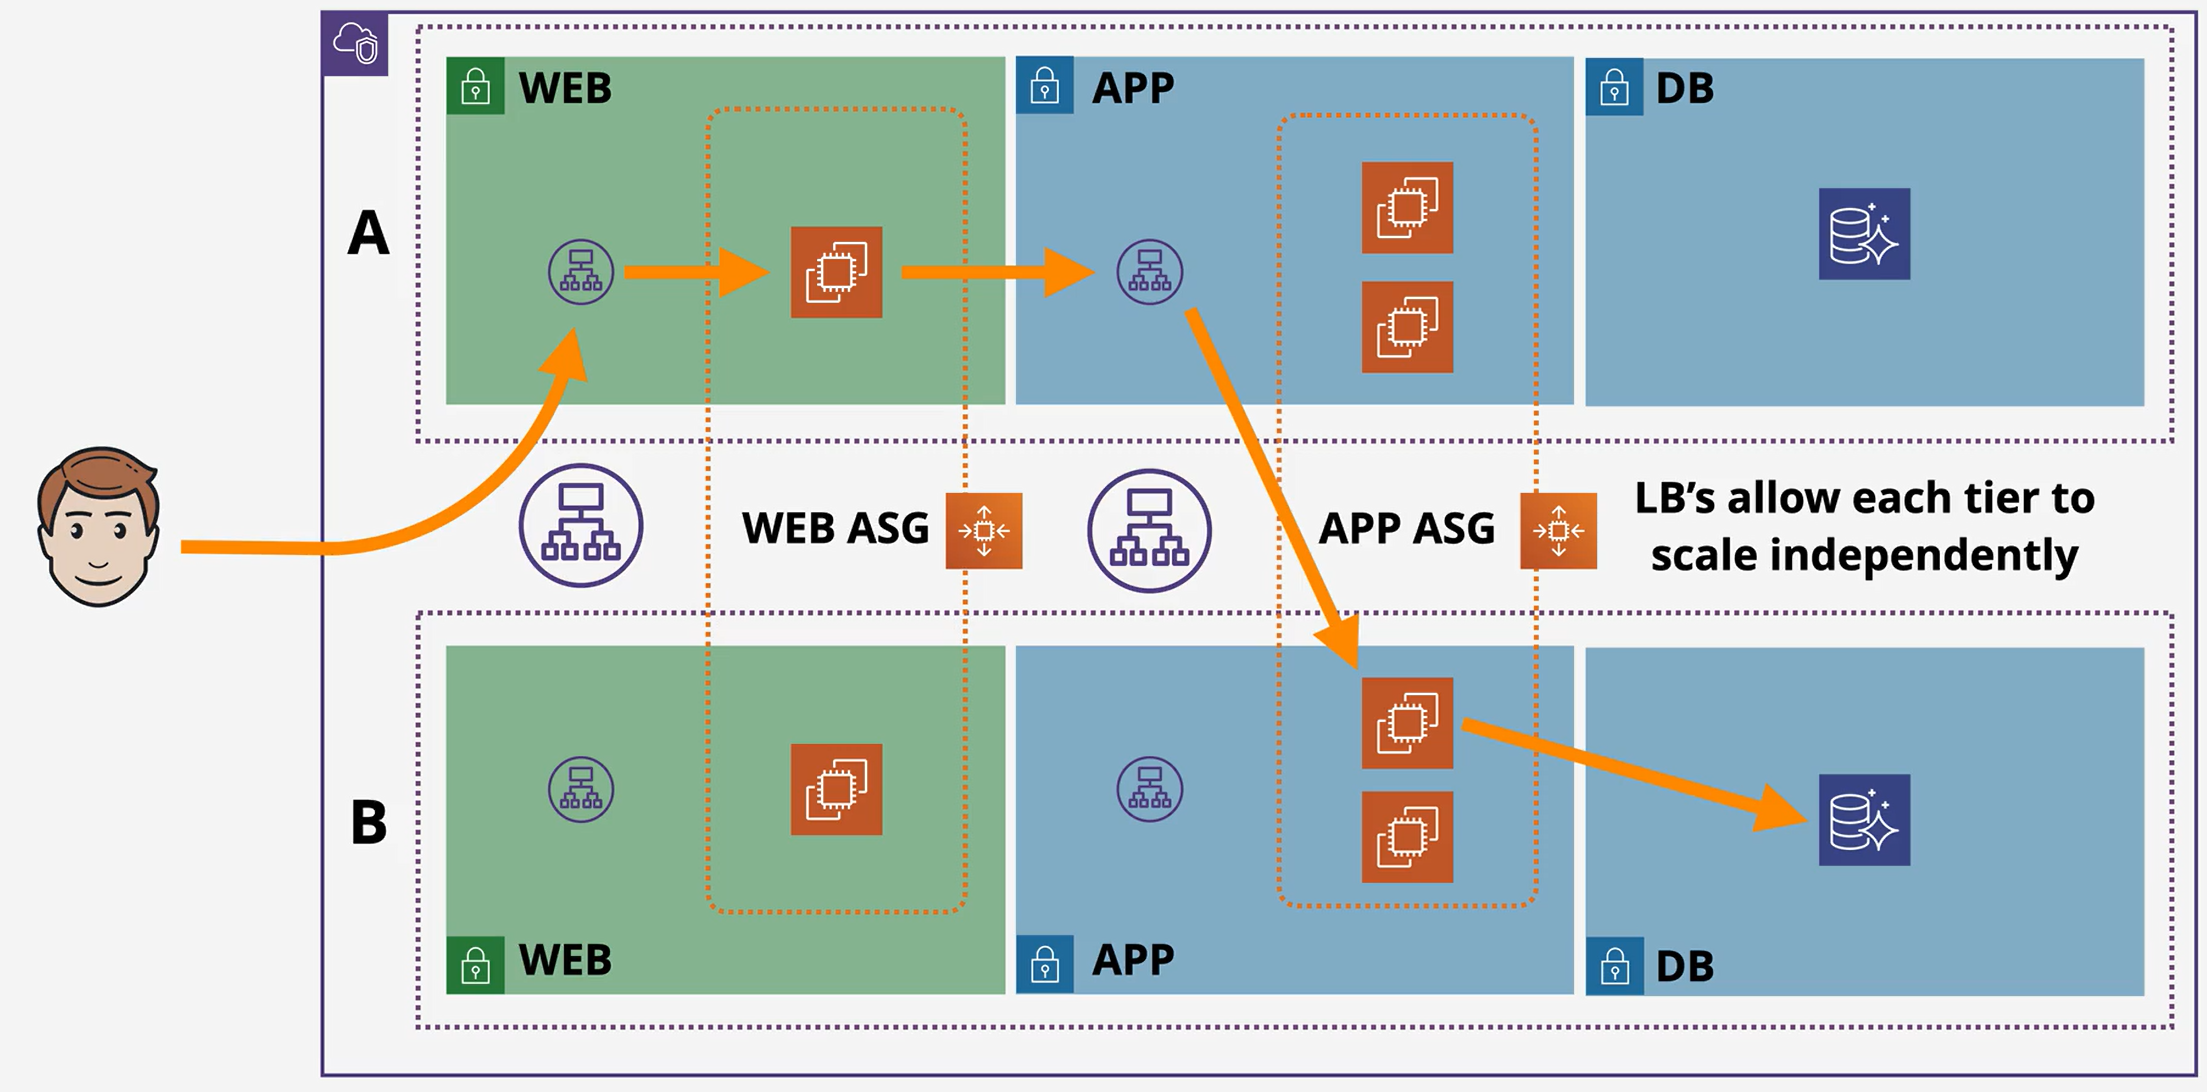 WEB
APP
DB
A
WEB ASG
APP ASG
LB's allow each tier to
scale independently
B
WEB
APP
DB